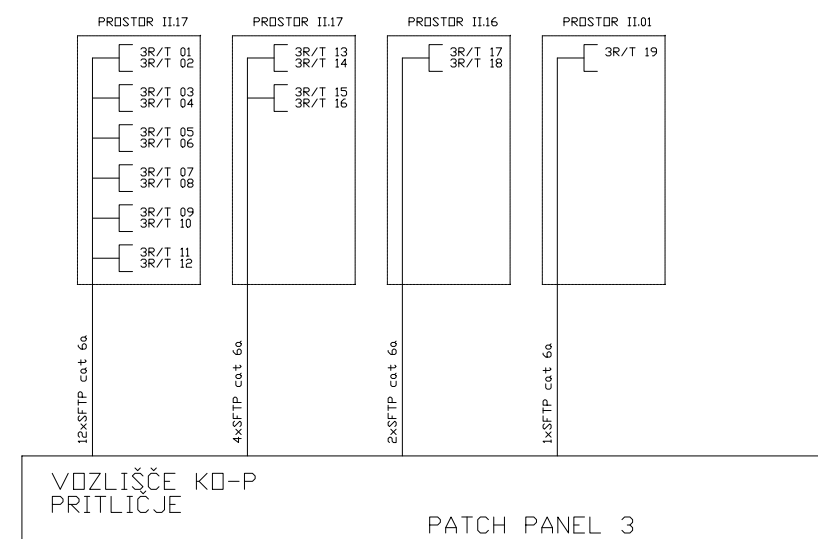 PROSTOR II.17
3R/T 01
3R/T 02
3R/T 03
3R/T 04
3R/T 05
3R/T 06
3R/T 07
3R/T 08
3R/T 09
3R/T 10
3R/T 11
3R/T 12
12xSFTP cat 6a
PROSTOR II.17
3R/T 13
3R/T 14
3R/T 15
3R/T 16
4xSFTP cat 6a
PROSTOR II.16
3R/T 17
3R/T 18
2xSFTP cat 6a
PROSTOR II.01
3R/T 19
1xSFTP cat 6a
VOZLIŠČE KO-P
PRITLIČJE
PATCH PANEL 3